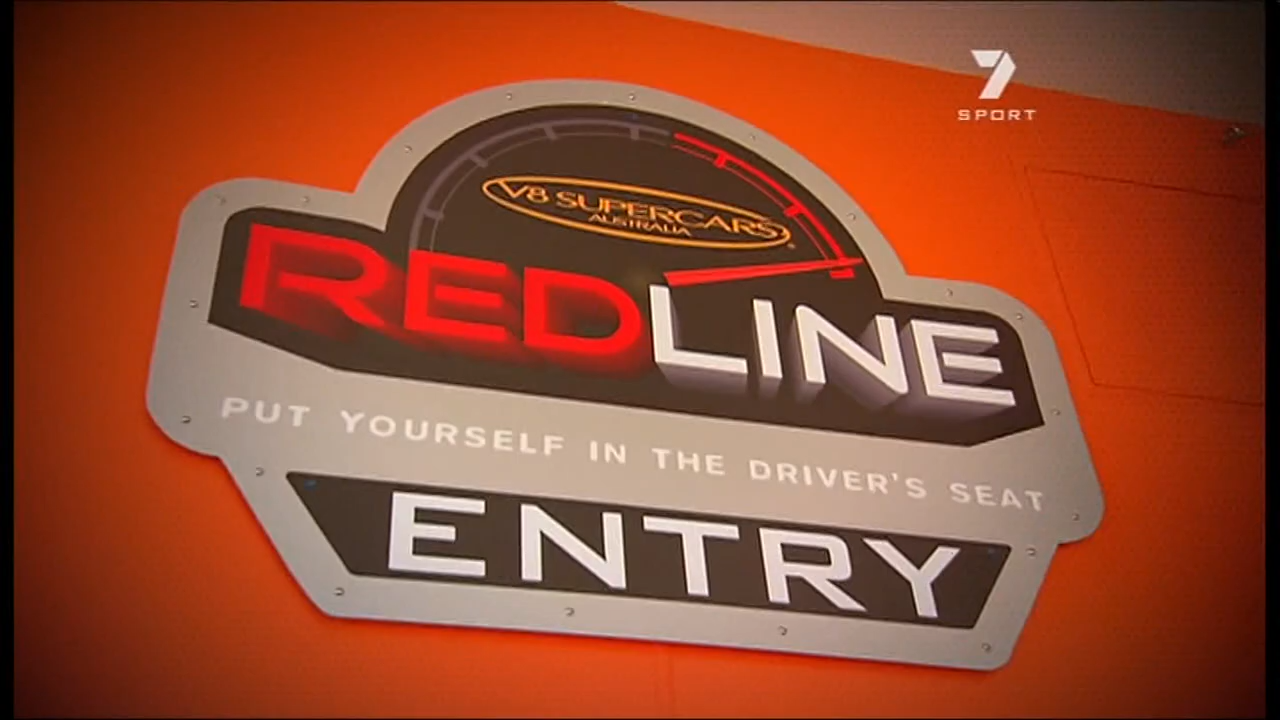 7
SPORT
V8 SUPERCARS
AUSTRALIA
REDLINE
PUT YOURSELF IN THE DRIVER'S SEAT
ENTRY